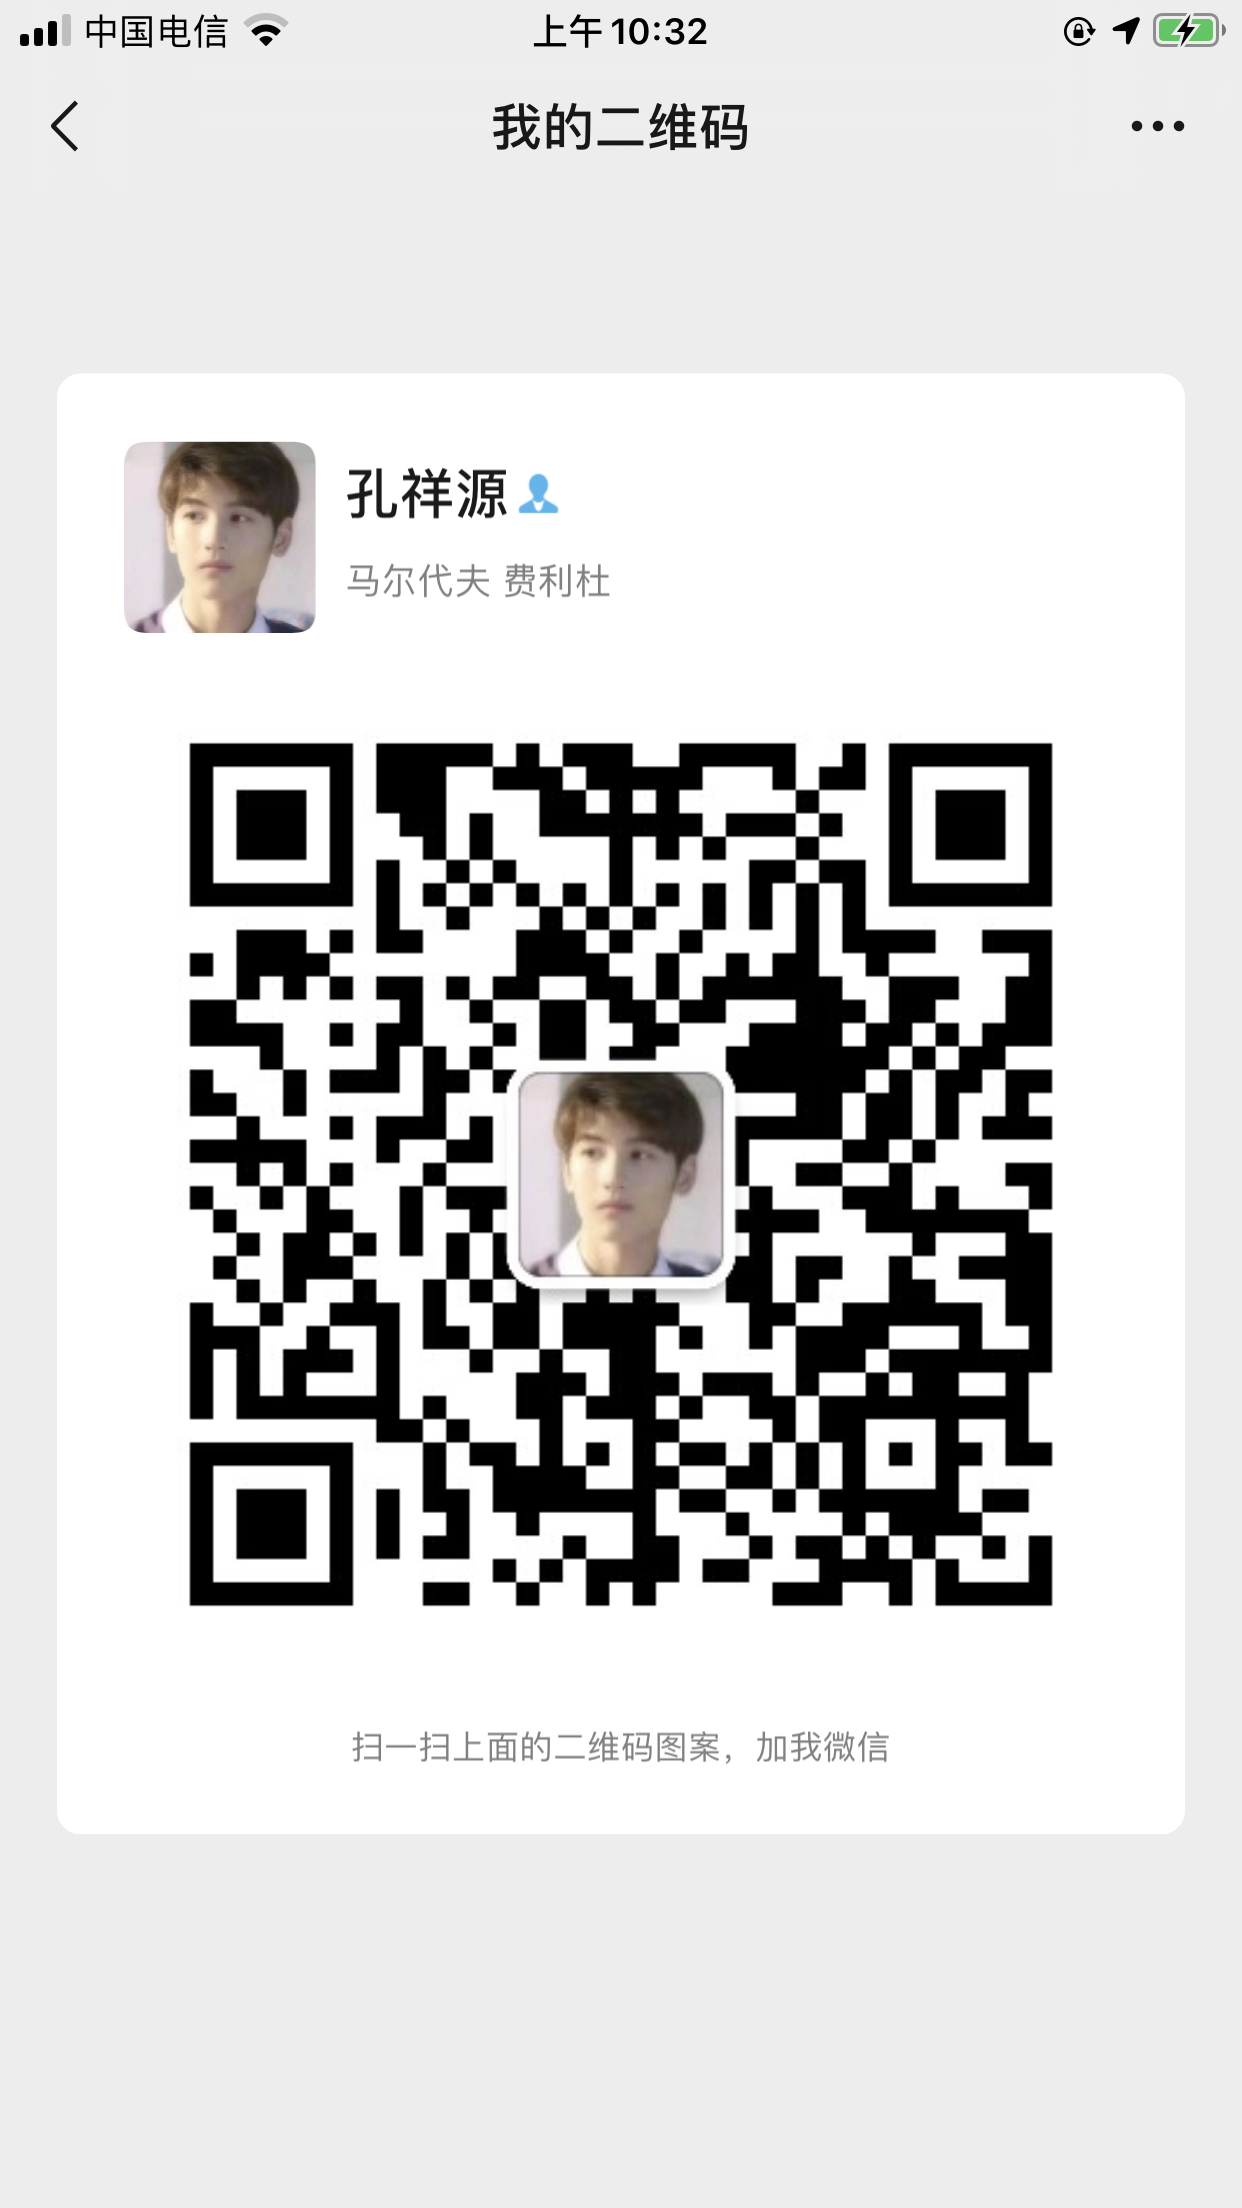 中国电信 上午10:32
我的二维码
孔祥源
马尔代夫 费利杜
扫一扫上面的二维码图案，加我微信